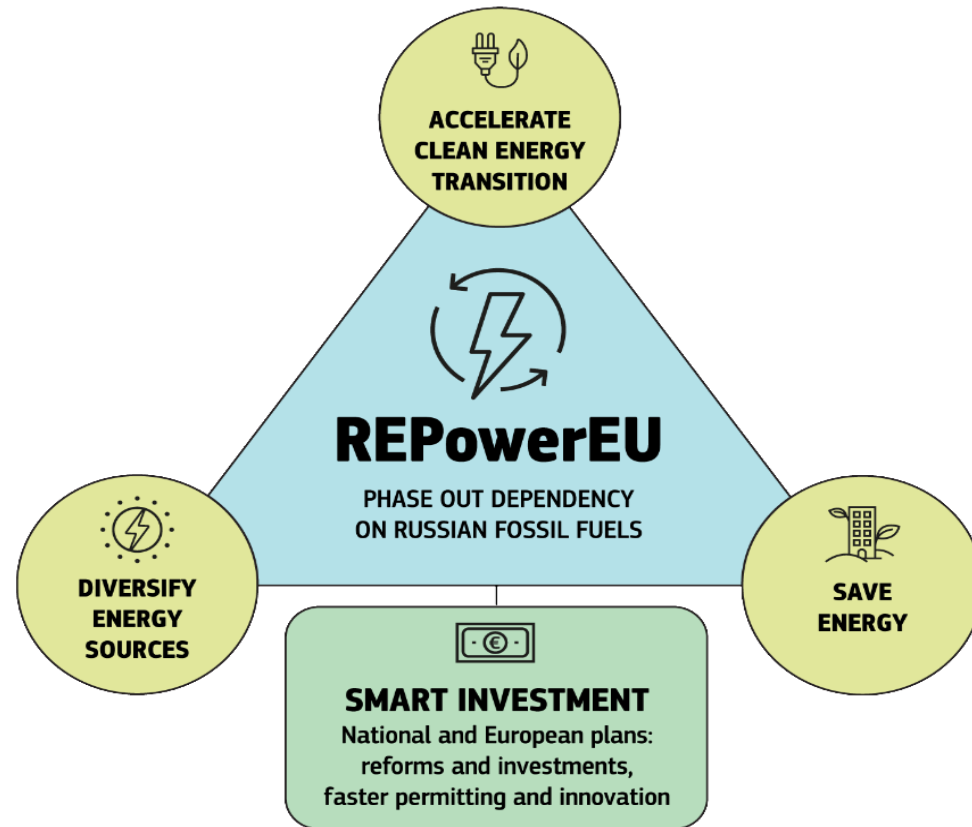 ACCELERATE
CLEAN ENERGY
TRANSITION
REPowerEU
PHASE OUT DEPENDENCY
ON RUSSIAN FOSSIL FUELS
DIVERSIFY
ENERGY
SOURCES
SAVE
ENERGY
€
SMART INVESTMENT
National and European plans:
reforms and investments,
faster permitting and innovation